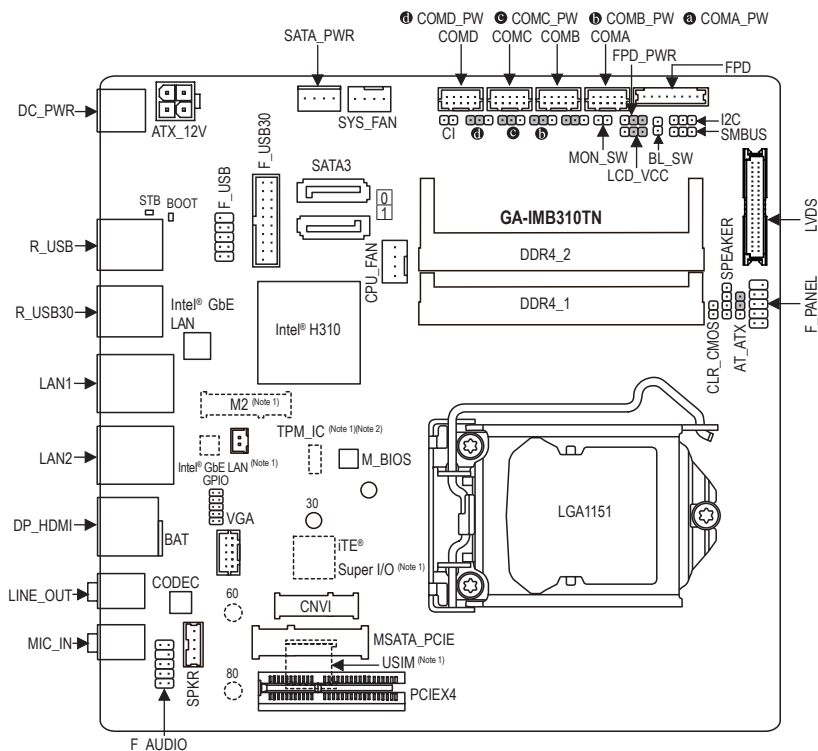 ⓓ COMD_PW ⓒ COMC_PW ⓑ COMB_PW ⓐ COMA_PW
SATA_PWR COMD COMC COMB COMA
FPD_PWR
FPD
DC_PWR
ATX_12V
F_USB30
SYS_FAN
CI ⓓ ⓒ ⓑ
I2C
SMBUS
MON_SW
BL_SW
LCD_VCC
SATA3
F_USB
STB BOOT
0
1
GA-IMB310TN
LVDS
R_USB
CPU_FAN
DDR4_2
SPEAKER
R_USB30
Intel® GbE
LAN
Intel® H310
DDR4_1
CLR_CMOS
AT_ATX
F_PANEL
LAN1
M2 (Note 1)
TPM_IC (Note 1)(Note 2)
LAN2
M_BIOS
Intel® GbE LAN (Note 1)
GPIO
30
LGA1151
DP_HDMI
BAT
VGA
iTE®
Super I/O (Note 1)
CODEC
LINE_OUT
60
CNVI
MIC_IN
MSATA_PCIE
USIM (Note 1)
SPKR
80
PCIEX4
F_AUDIO